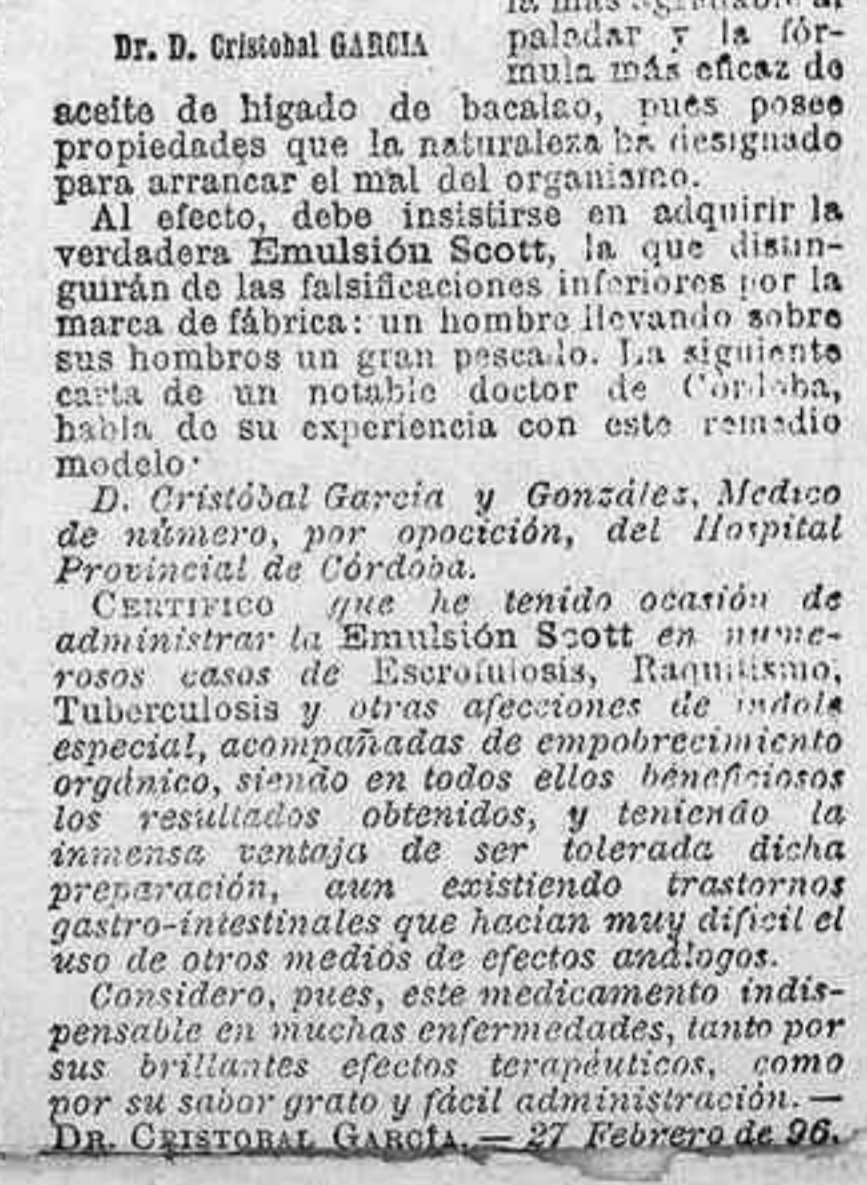 la más agradable al
Dr. D. Cristobal GARCIA
paladar y la fór-
mula más eficaz de
aceite de hígado de bacalao, pues posee
propiedades que la naturaleza ha designado
para arrancar el mal del organismo.
Al efecto, debe insistirse en adquirir la
verdadera Emulsión Scott, la que distin-
guirán de las falsificaciones inferiores por la
marca de fábrica: un hombre llevando sobre
sus hombros un gran pescado. La siguiente
carta de un notable doctor de Córdoba,
habla de su experiencia con este remedio
modelo:
D. Cristóbal García y González, Medico
de número, por opocición, del Hospital
Provincial de Córdoba.
CERTIFICO que he tenido ocasión de
administrar la Emulsión Scott en nume-
rosos casos de Escrofulosis, Raquitismo,
Tuberculosis y otras afecciones de indole
especial, acompañadas de empobrecimiento
orgánico, siendo en todos ellos beneficiosos
los resultados obtenidos, y teniendo la
inmensa ventaja de ser tolerada dicha
preparación, aun existiendo trastornos
gastro-intestinales que hacian muy dificil el
uso de otros medios de efectos análogos.
Considero, pues, este medicamento indis-
pensable en muchas enfermedades, tanto por
sus brillantes efectos terapéuticos, como
por su sabor grato y fácil administración.—
DR. CRISTOBAL GARCÍA.—27 Febrero de 96.